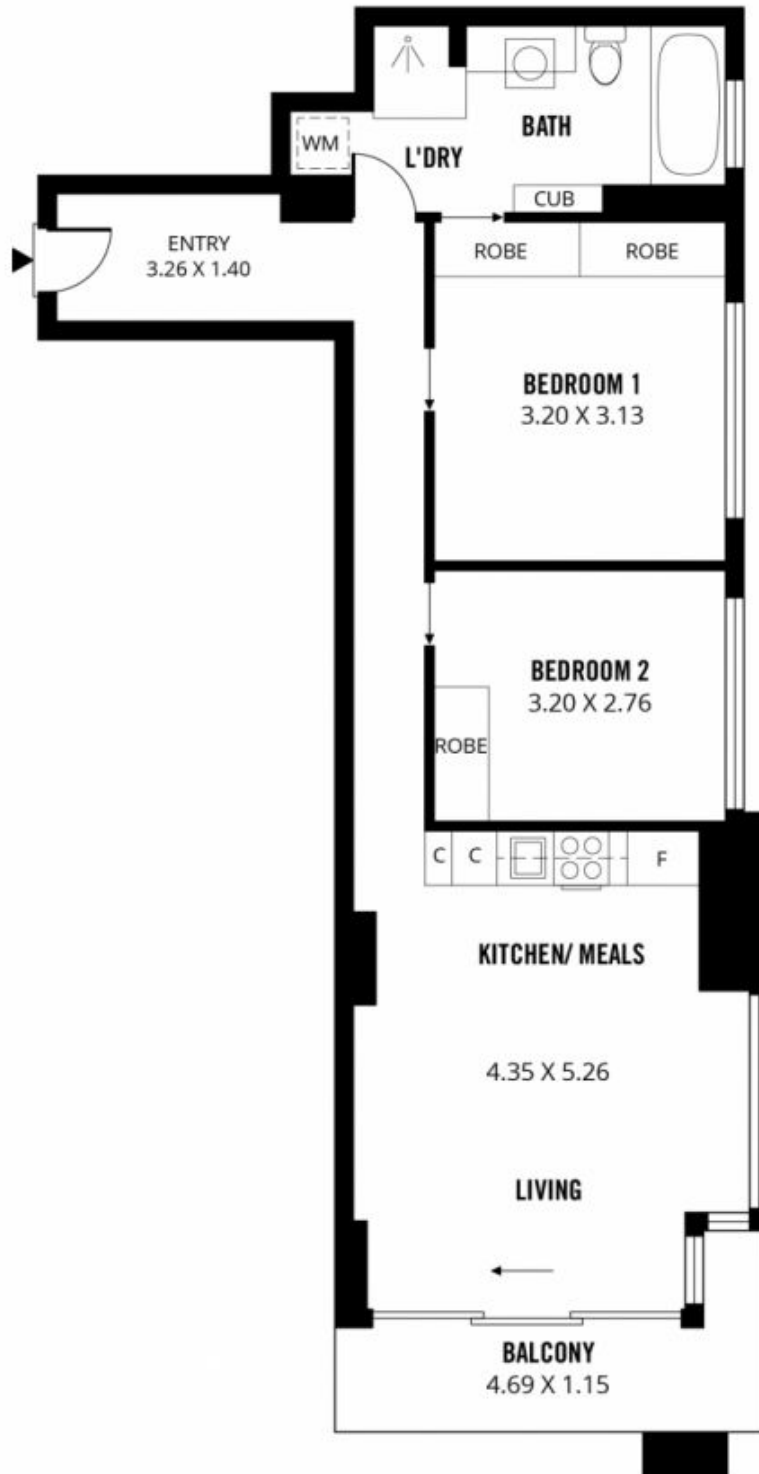 WM
L'DRY
BATH
CUB
ENTRY
3.26 X 1.40
ROBE
ROBE
BEDROOM 1
3.20 X 3.13
BEDROOM 2
3.20 X 2.76
ROBE
C
C
F
KITCHEN/ MEALS
4.35 X 5.26
LIVING
BALCONY
4.69 X 1.15